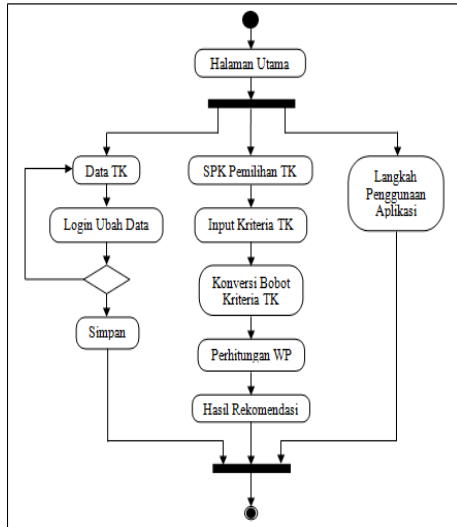 Halaman Utama
Data TK
SPK Pemilihan TK
Langkah
Penggunaan
Aplikasi
Login Ubah Data
Input Kriteria TK
Konversi Bobot
Kriteria TK
Simpan
Perhitungan WP
Hasil Rekomendasi